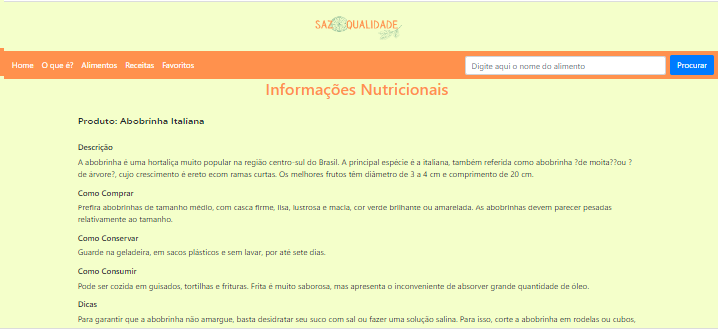 SAZ QUALIDADE
Home O que é? Alimentos Receitas Favoritos Digite aqui o nome do alimento Procurar
Informações Nutricionais
Produto: Abobrinha Italiana
Descrição
A abobrinha é uma hortaliça muito popular na região centro-sul do Brasil. A principal espécie é a italiana, também referida como abobrinha ?de moita??ou ?
de árvore?, cujo crescimento é ereto ecom ramas curtas. Os melhores frutos têm diâmetro de 3 a 4 cm e comprimento de 20 cm.
Como Comprar
Prefira abobrinhas de tamanho médio, com casca firme, lisa, lustrosa e macia, cor verde brilhante ou amarelada. As abobrinhas devem parecer pesadas
relativamente ao tamanho.
Como Conservar
Guarde na geladeira, em sacos plásticos e sem lavar, por até sete dias.
Como Consumir
Pode ser cozida em guisados, tortilhas e frituras. Frita é muito saborosa, mas apresenta o inconveniente de absorver grande quantidade de óleo.
Dicas
Para garantir que a abobrinha não amargue, basta desidratar seu suco com sal ou fazer uma solução salina. Para isso, corte a abobrinha em rodelas ou cubos,